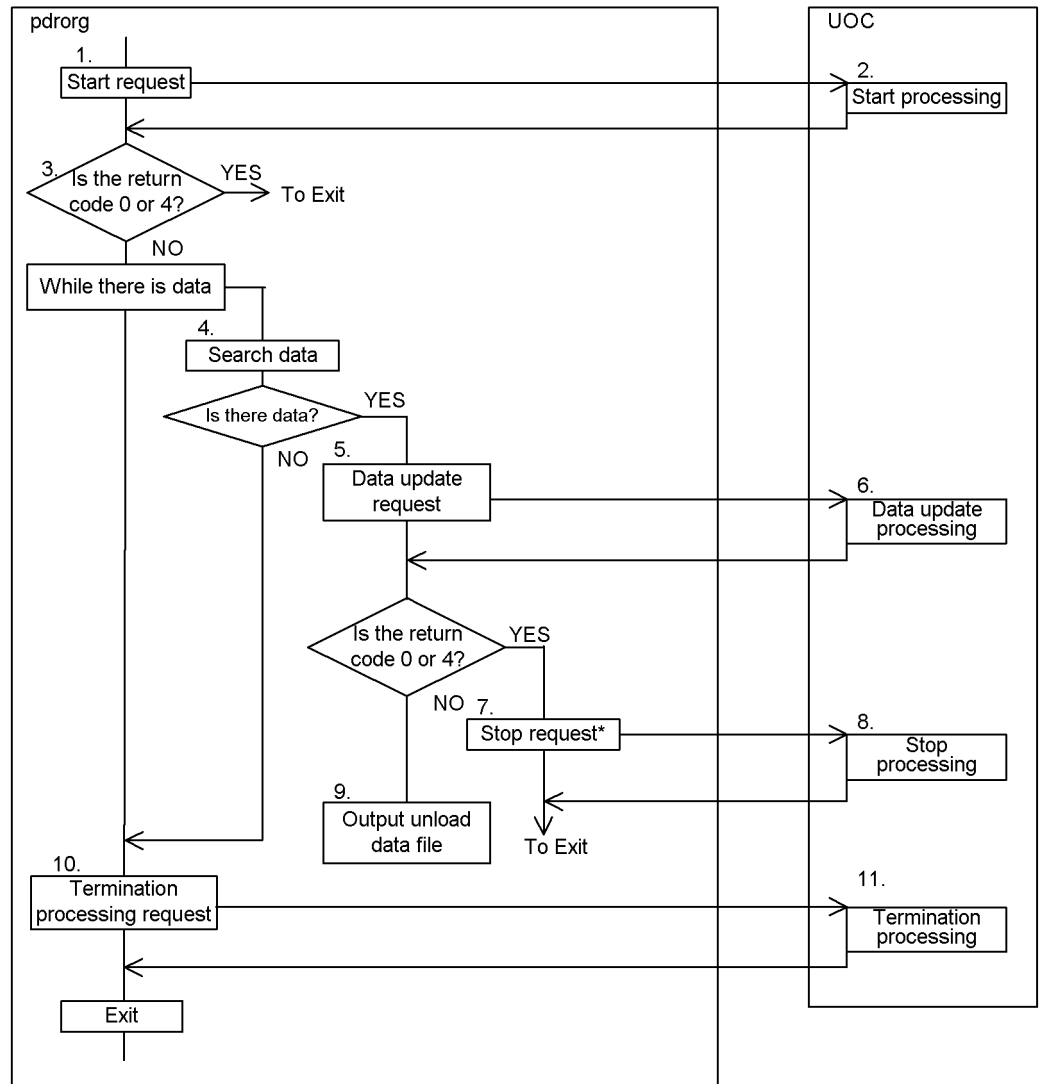 pdrorg
UOC
1.
Start request
2.
Start processing
3.
Is the return
code 0 or 4?
YES
To Exit
NO
While there is data
4.
Search data
Is there data?
YES
NO
5.
Data update
request
6.
Data update
processing
Is the return
code 0 or 4?
YES
NO
7.
Stop request*
8.
Stop
processing
9.
Output unload
data file
To Exit
10.
Termination
processing request
11.
Termination
processing
Exit